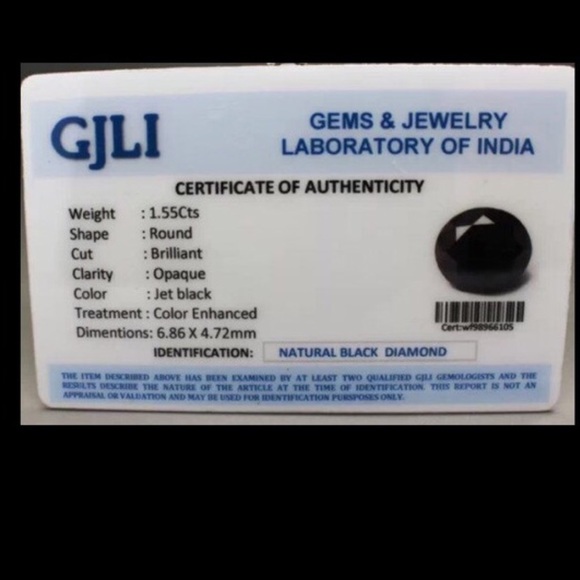 GJLI
GEMS & JEWELRY
LABORATORY OF INDIA
CERTIFICATE OF AUTHENTICITY
Weight : 1.55Cts
Shape : Round
Cut : Brilliant
Clarity : Opaque
Color : Jet black
Treatment : Color Enhanced
Dimentions: 6.86 X 4.72mm
Cert:wf9896610S
IDENTIFICATION: NATURAL BLACK DIAMOND
THE ITEM DESCRIBED ABOVE HAS BEEN EXAMINED BY AT LEAST TWO QUALIFIED GJLI GEMOLOGISTS AND THE
RESULTS DESCRIBE THE NATURE OF THE ARTICLE AT THE TIME OF IDENTIFICATION. THIS REPORT IS NOT AN
APPRAISAL OR VALDATION AND MAY BE USED FOR IDENTIFICATION PURPOSES ONLY.